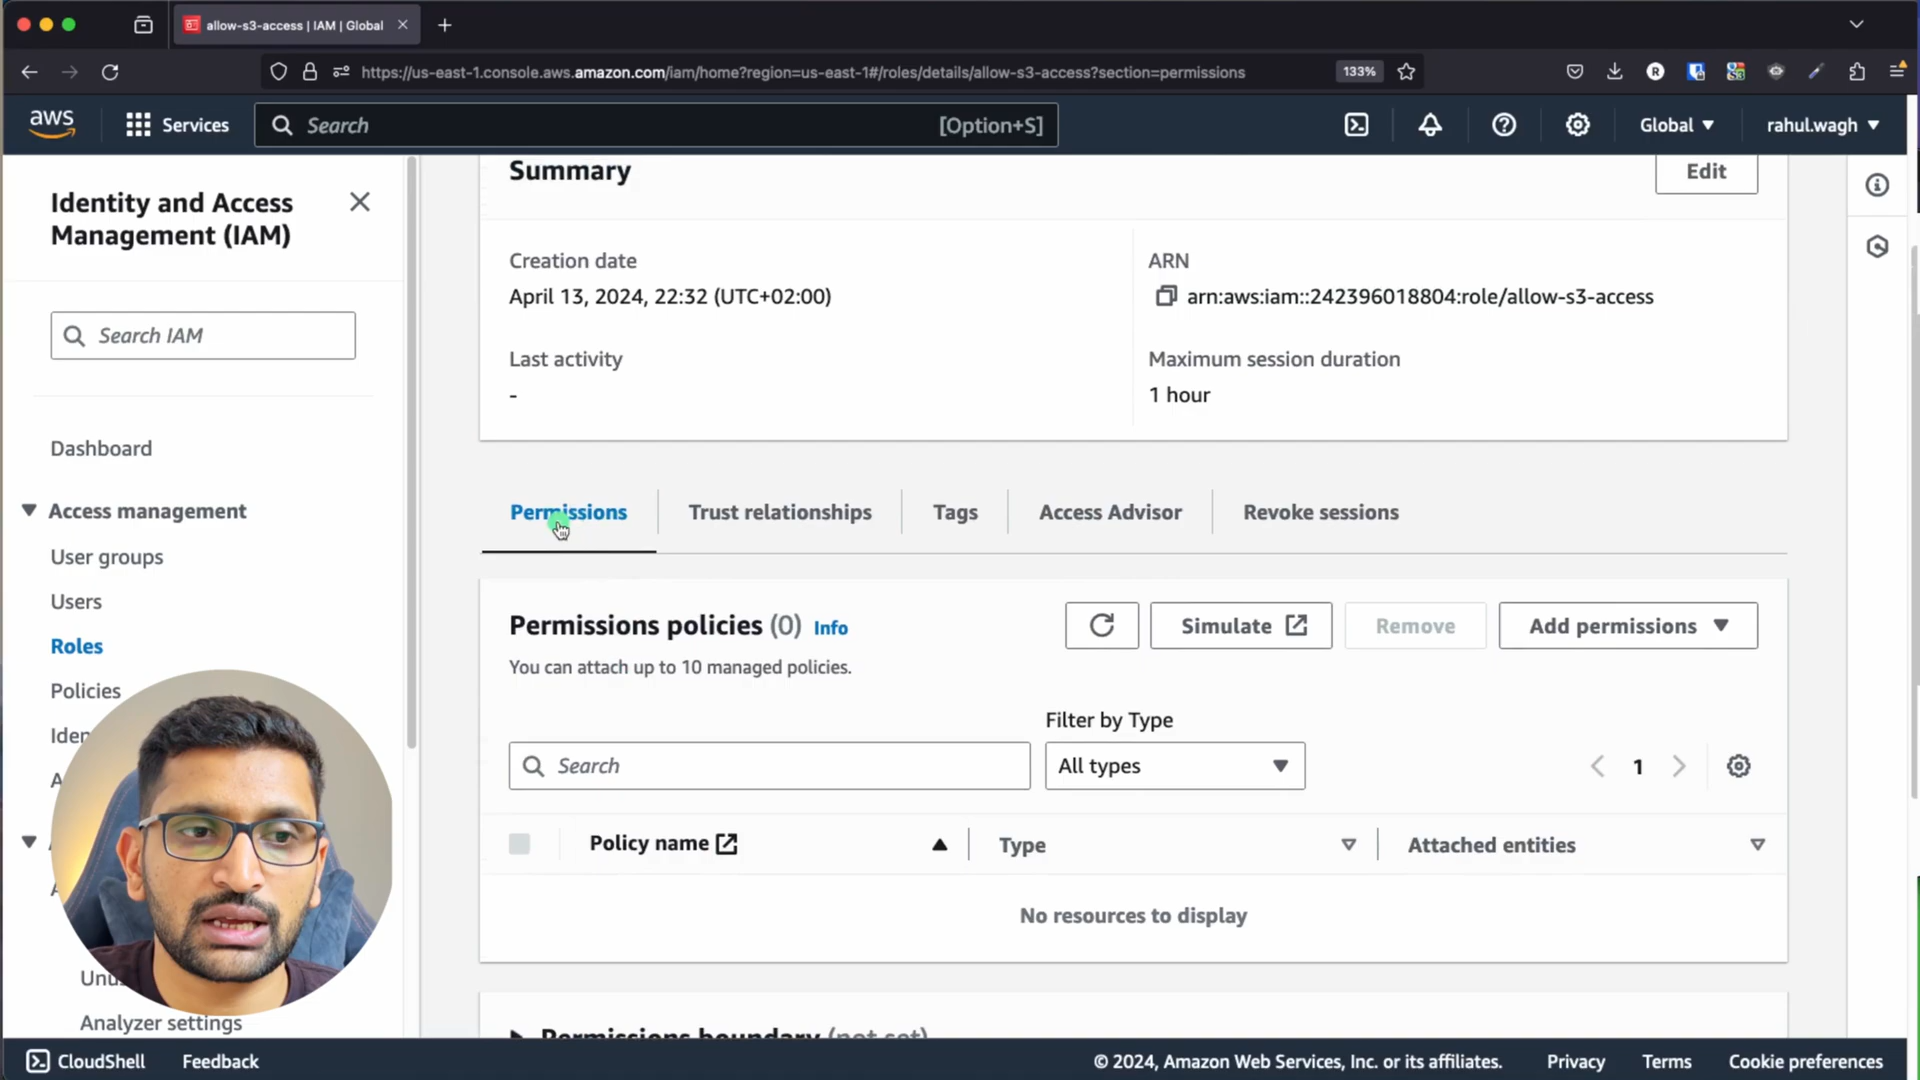 allow-s3-access | IAM | Global
https://us-east-1.console.aws.amazon.com/iam/home?region=us-east-1#/roles/details/allow-s3-access?section=permissions
133%
aws
Services
Search
[Option+S]
Global
rahul.wagh
Identity and Access
Management (IAM)
Search IAM
Dashboard
Access management
User groups
Users
Roles
Policies
Analyzer settings
Summary
Edit
Creation date
April 13, 2024, 22:32 (UTC+02:00)
ARN
arn:aws:iam::242396018804:role/allow-s3-access
Last activity
-
Maximum session duration
1 hour
Permissions
Trust relationships
Tags
Access Advisor
Revoke sessions
Permissions policies (0) Info
You can attach up to 10 managed policies.
Simulate
Remove
Add permissions
Filter by Type
Search
All types
1
Policy name
Type
Attached entities
No resources to display
Permissions boundary (not set)
CloudShell
Feedback
© 2024, Amazon Web Services, Inc. or its affiliates.
Privacy
Terms
Cookie preferences